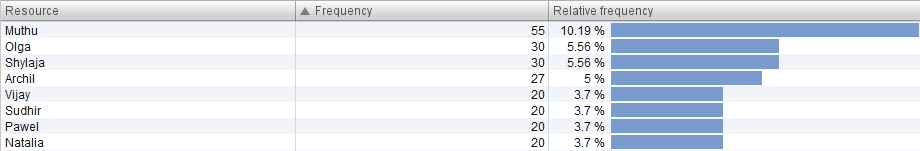 Resource Frequency Relative frequency
Muthu 55 10.19 %
Olga 30 5.56 %
Shylaja 30 5.56 %
Archil 27 5 %
Vijay 20 3.7 %
Sudhir 20 3.7 %
Pawel 20 3.7 %
Natalia 20 3.7 %